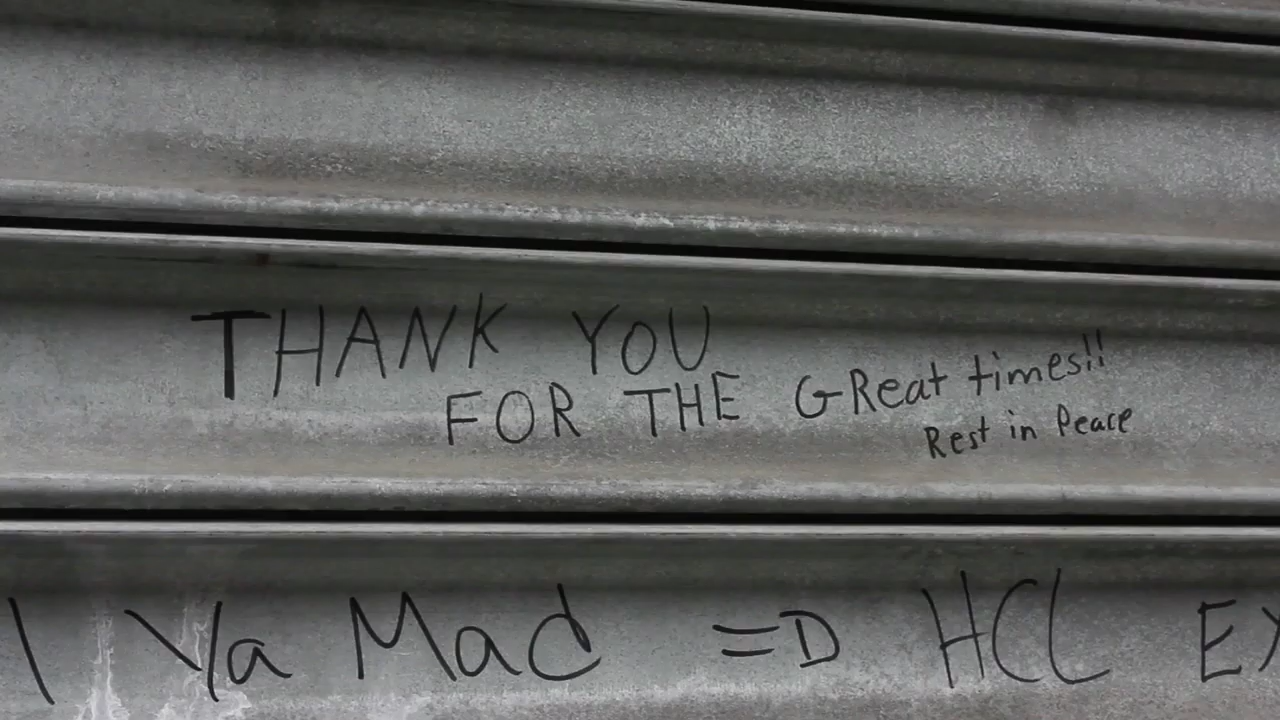 THANK YOU
FOR THE GReat times!!
Rest in Peace
Ya Mad =D HCL